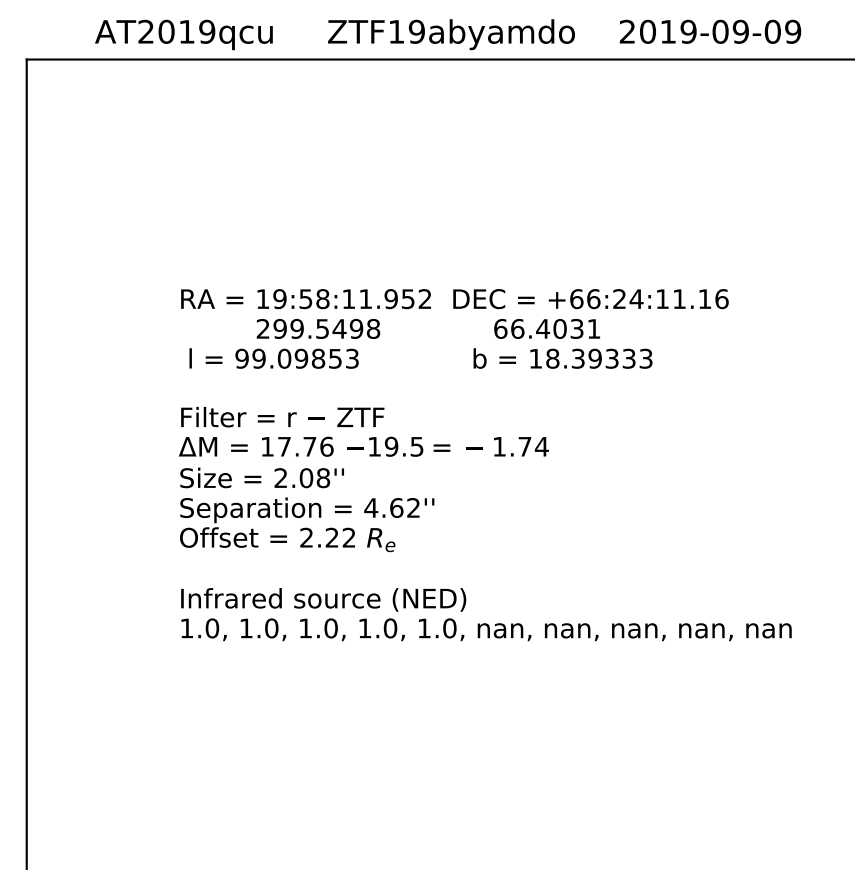 AT2019qcu ZTF19abyamdo 2019-09-09
RA = 19:58:11.952 DEC = +66:24:11.16
299.5498 66.4031
l = 99.09853 b = 18.39333
Filter = r − ZTF
ΔM = 17.76 −19.5 = − 1.74
Size = 2.08''
Separation = 4.62''
Offset = 2.22 Re
Infrared source (NED)
1.0, 1.0, 1.0, 1.0, 1.0, nan, nan, nan, nan, nan